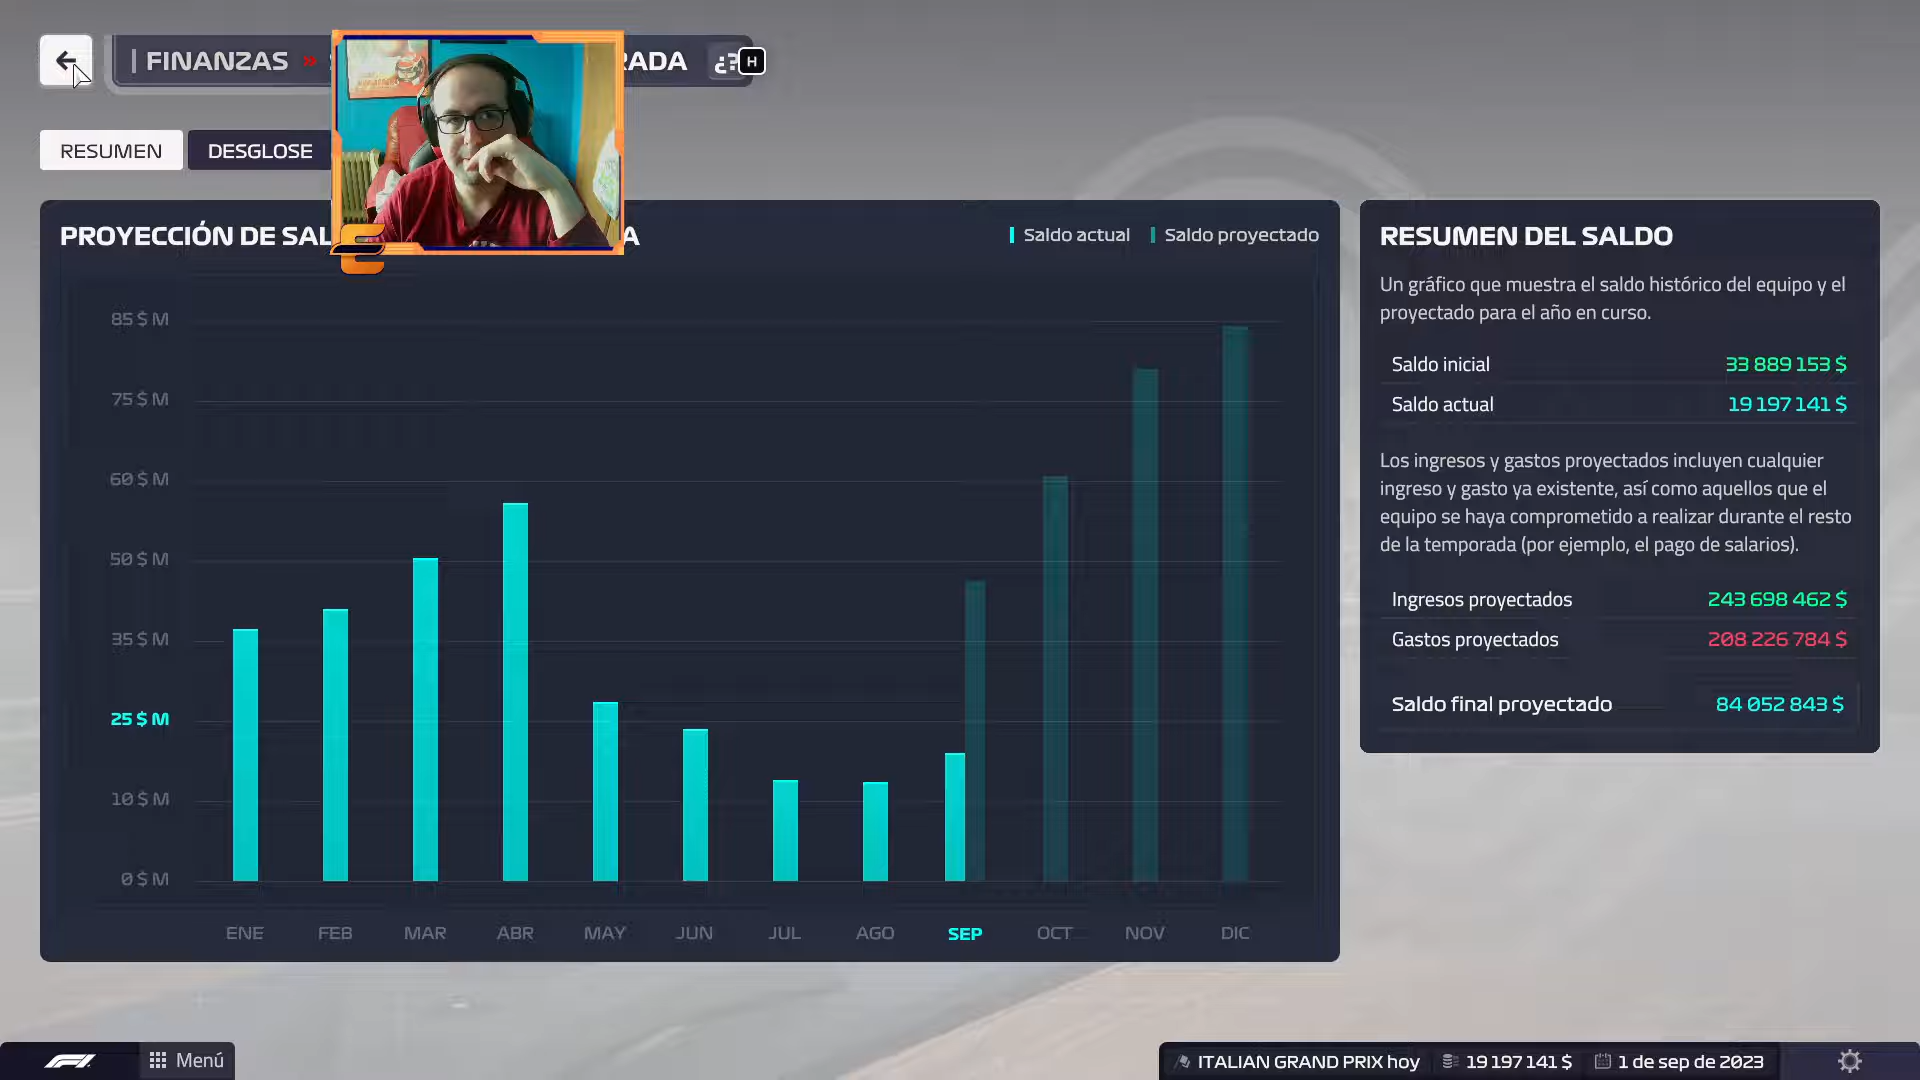 FINANZAS » RADA ¿? H
RESUMEN
DESGLOSE
PROYECCIÓN DE SAL A
Saldo actual
Saldo proyectado
85 $ M
75 $ M
60 $ M
50 $ M
35 $ M
25 $ M
10 $ M
0 $ M
ENE FEB MAR ABR MAY JUN JUL AGO SEP OCT NOV DIC
RESUMEN DEL SALDO
Un gráfico que muestra el saldo histórico del equipo y el
proyectado para el año en curso.
Saldo inicial 33 889 153 $
Saldo actual 19 197 141 $
Los ingresos y gastos proyectados incluyen cualquier
ingreso y gasto ya existente, así como aquellos que el
equipo se haya comprometido a realizar durante el resto
de la temporada (por ejemplo, el pago de salarios).
Ingresos proyectados 243 698 462 $
Gastos proyectados 208 226 784 $
Saldo final proyectado 84 052 843 $
Menú
ITALIAN GRAND PRIX hoy
19 197 141 $
1 de sep de 2023